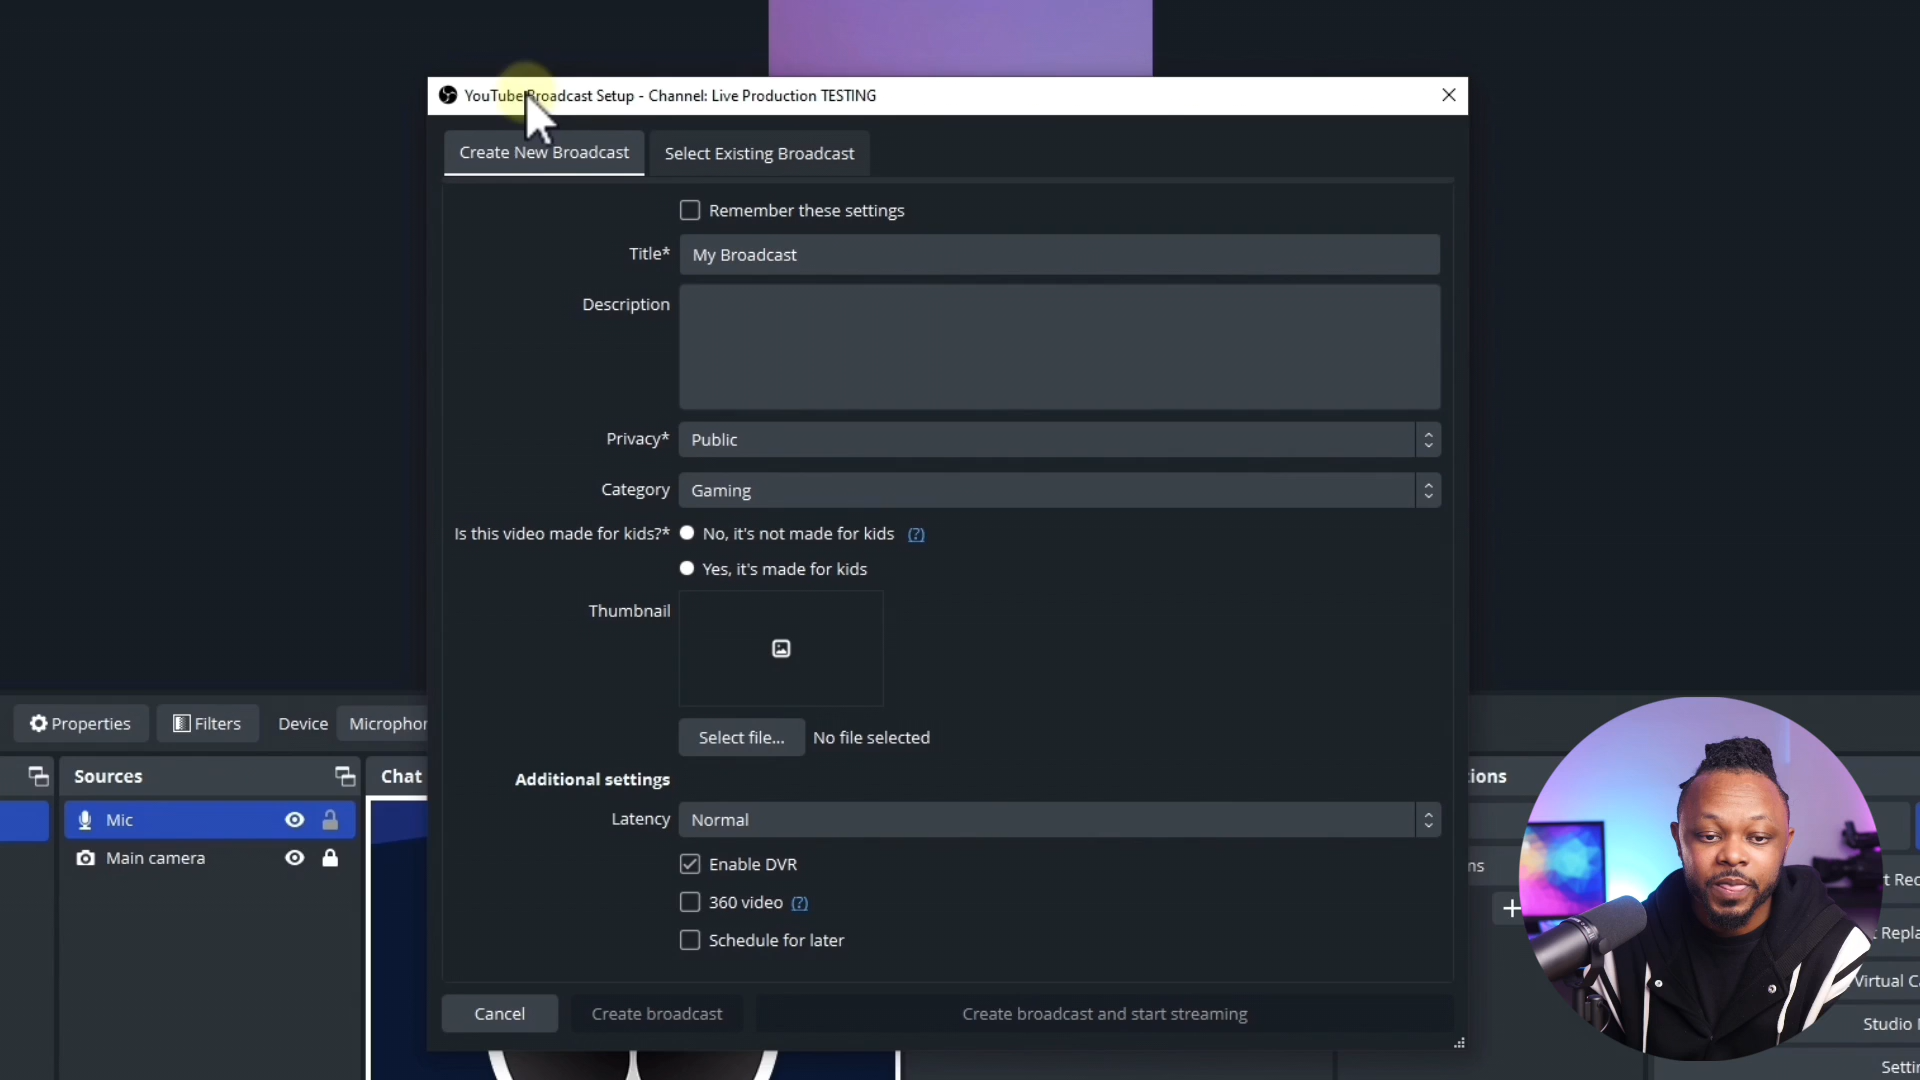 YouTube Broadcast Setup - Channel: Live Production TESTING
Create New Broadcast
Select Existing Broadcast
Remember these settings
Title*
My Broadcast
Description
Privacy*
Public
Category
Gaming
Is this video made for kids?*
No, it's not made for kids
(?)
Yes, it's made for kids
Thumbnail
Select file...
No file selected
Additional settings
Latency
Normal
Enable DVR
360 video
(?)
Schedule for later
Cancel
Create broadcast
Create broadcast and start streaming
Properties
Filters
Device
Microphon
Sources
Mic
Main camera
Chat
ions
ns
t Rec
Repla
Virtual Ca
Studio
Settin